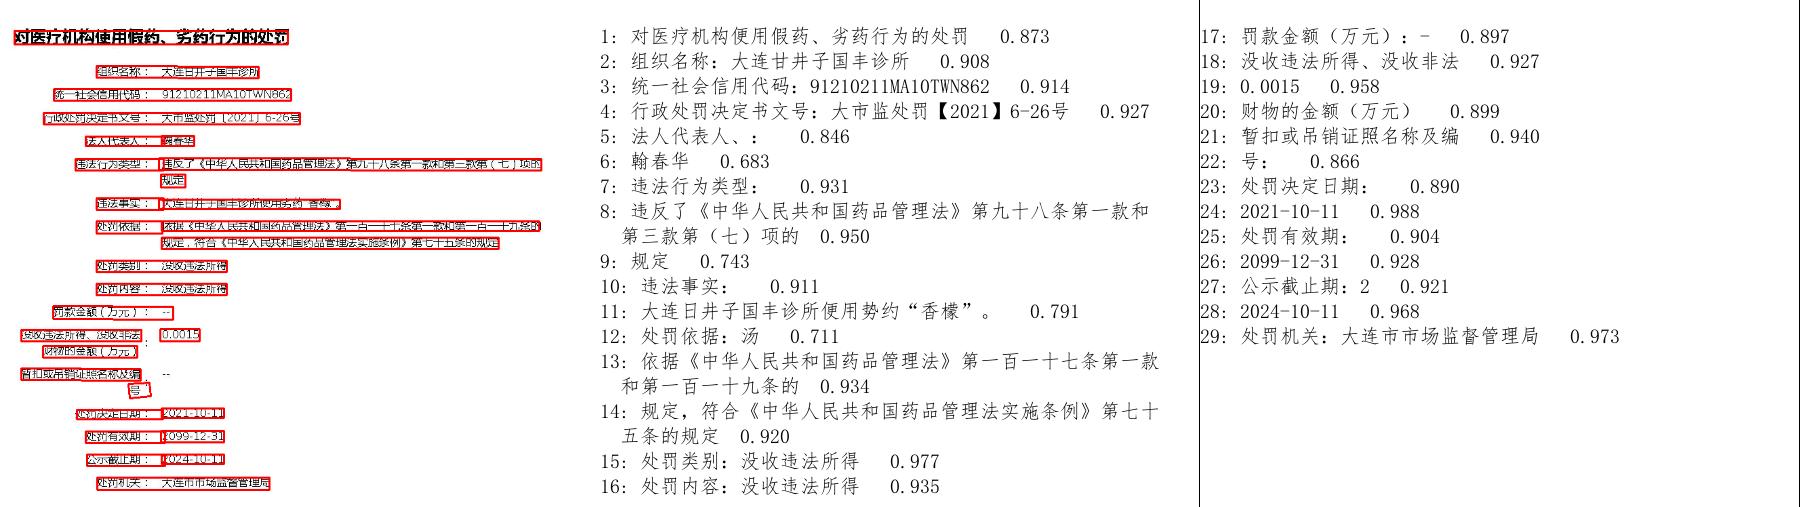 对医疗机构使用假药、劣药行为的处罚
组织名称： 大连甘井子国丰诊所
统一社会信用代码： 91210211MA10TWN862
行政处罚决定书文号： 大市监处罚〔2021〕6-26号
法人代表人： 翰春华
违法行为类型： 违反了《中华人民共和国药品管理法》第九十八条第一款和第三款第（七）项的
规定
违法事实： 大连甘井子国丰诊所使用劣药“香橼”。
处罚依据： 依据《中华人民共和国药品管理法》第一百一十七条第一款和第一百一十九条的
规定，符合《中华人民共和国药品管理法实施条例》第七十五条的规定
处罚类别： 没收违法所得
处罚内容： 没收违法所得
罚款金额（万元）： --
没收违法所得、没收非法 0.0015
财物的金额（万元）：
暂扣或吊销证照名称及编 --
号：
处罚决定日期： 2021-10-11
处罚有效期： 2099-12-31
公示截止期： 2024-10-11
处罚机关： 大连市市场监督管理局
1: 对医疗机构便用假药、劣药行为的处罚 0.873
2: 组织名称：大连甘井子国丰诊所 0.908
3: 统一社会信用代码：91210211MA10TWN862 0.914
4: 行政处罚决定书文号：大市监处罚【2021】6-26号 0.927
5: 法人代表人、： 0.846
6: 翰春华 0.683
7: 违法行为类型： 0.931
8: 违反了《中华人民共和国药品管理法》第九十八条第一款和
第三款第（七）项的 0.950
9: 规定 0.743
10: 违法事实： 0.911
11: 大连日井子国丰诊所便用势约“香檬”。 0.791
12: 处罚依据：汤 0.711
13: 依据《中华人民共和国药品管理法》第一百一十七条第一款
和第一百一十九条的 0.934
14: 规定，符合《中华人民共和国药品管理法实施条例》第七十
五条的规定 0.920
15: 处罚类别：没收违法所得 0.977
16: 处罚内容：没收违法所得 0.935
17: 罚款金额（万元）：- 0.897
18: 没收违法所得、没收非法 0.927
19: 0.0015 0.958
20: 财物的金额（万元） 0.899
21: 暂扣或吊销证照名称及编 0.940
22: 号： 0.866
23: 处罚决定日期： 0.890
24: 2021-10-11 0.988
25: 处罚有效期： 0.904
26: 2099-12-31 0.928
27: 公示截止期：2 0.921
28: 2024-10-11 0.968
29: 处罚机关：大连市市场监督管理局 0.973